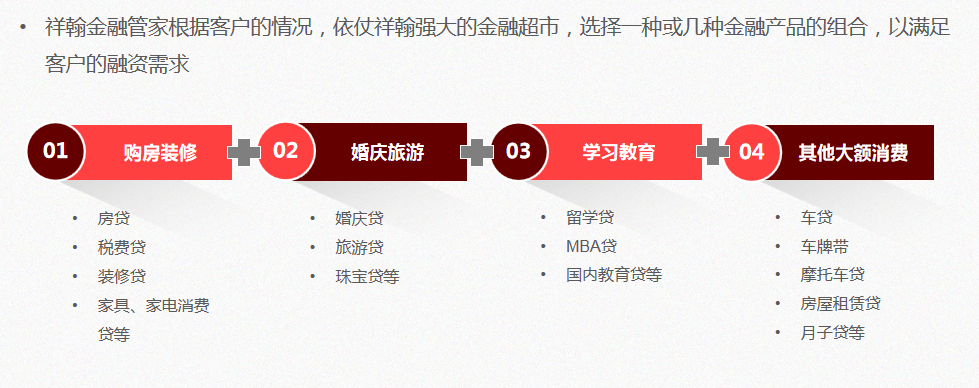 • 祥翰金融管家根据客户的情况，依仗祥翰强大的金融超市，选择一种或几种金融产品的组合，以满足
客户的融资需求
01 购房装修
02 婚庆旅游
03 学习教育
04 其他大额消费
• 房贷
• 税费贷
• 装修贷
• 家具、家电消费
贷等
• 婚庆贷
• 旅游贷
• 珠宝贷等
• 留学贷
• MBA贷
• 国内教育贷等
• 车贷
• 车牌带
• 摩托车贷
• 房屋租赁贷
• 月子贷等